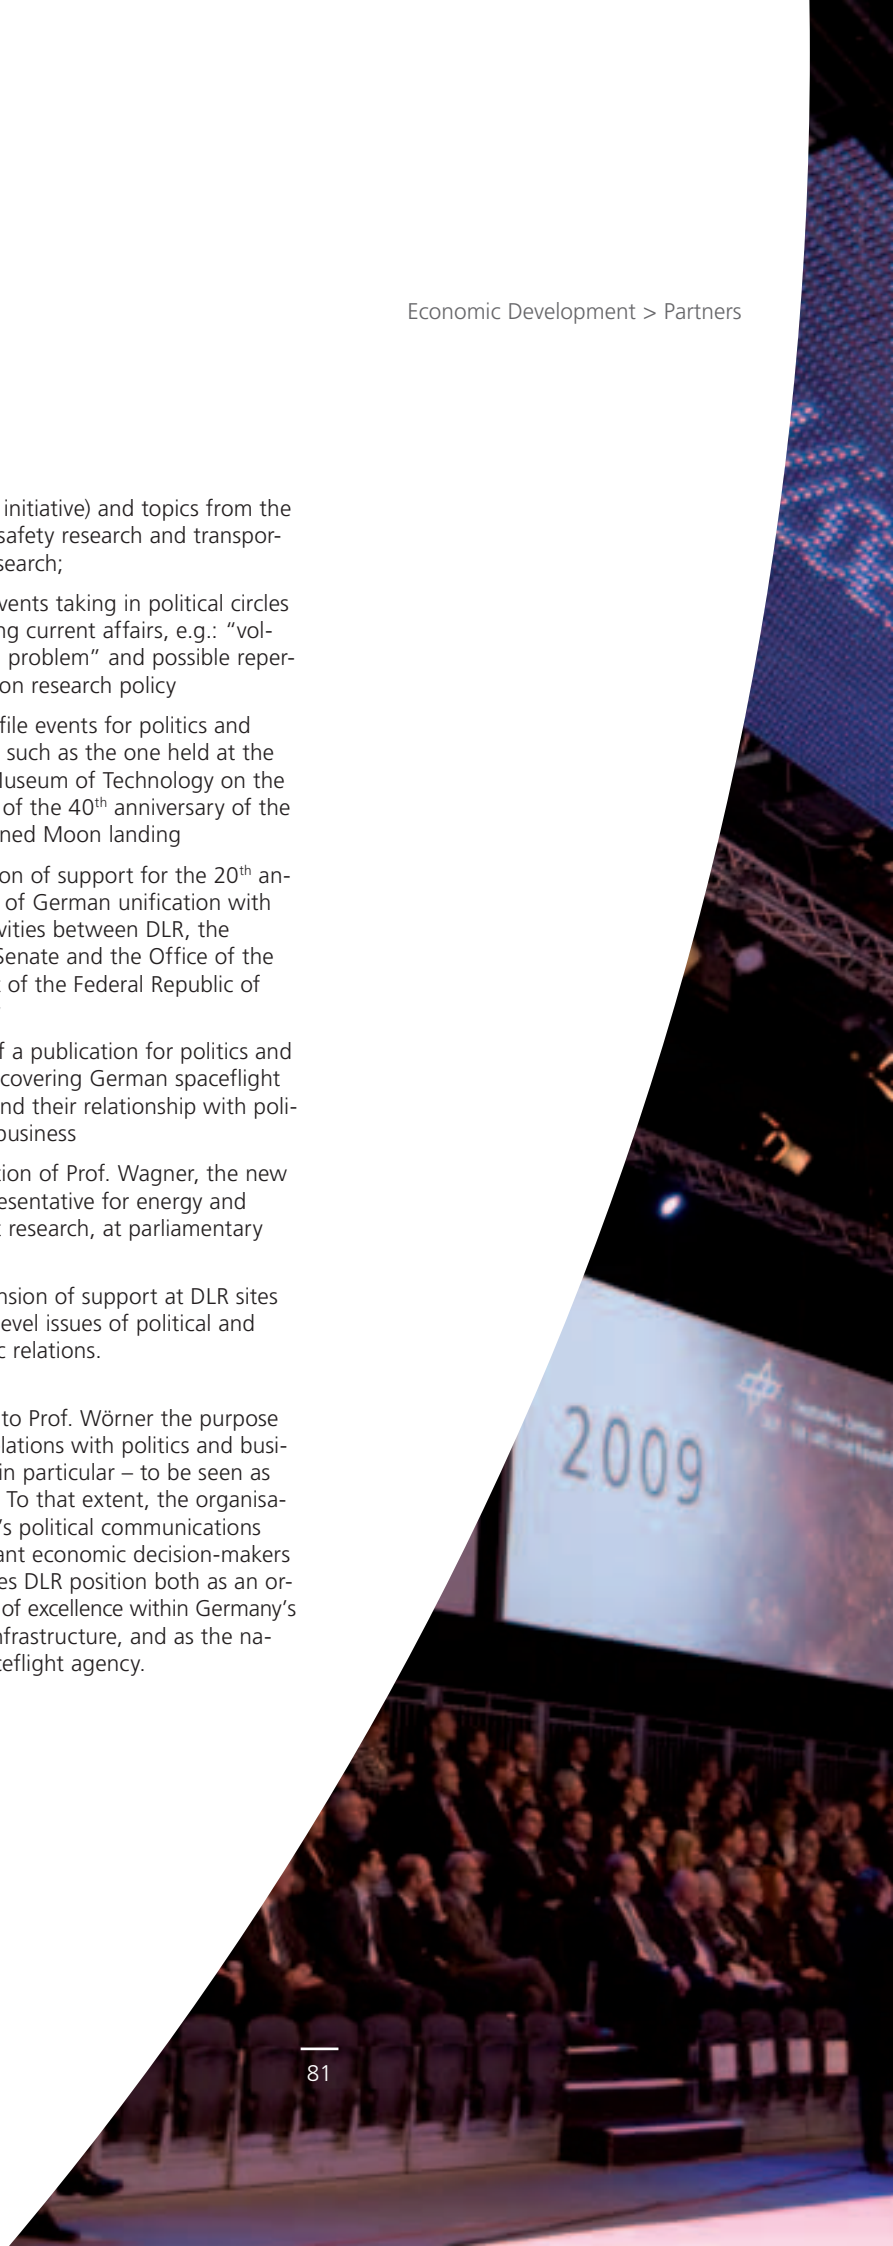 Economic Development > Partners
initiative) and topics from the
safety research and transpor-
search;
vents taking in political circles
ng current affairs, e.g.: “vol-
problem” and possible reper-
on research policy
file events for politics and
such as the one held at the
Museum of Technology on the
of the 40th anniversary of the
ned Moon landing
on of support for the 20th an-
of German unification with
vities between DLR, the
Senate and the Office of the
t of the Federal Republic of
f a publication for politics and
covering German spaceflight
nd their relationship with poli-
business
tion of Prof. Wagner, the new
esentative for energy and
t research, at parliamentary
nsion of support at DLR sites
evel issues of political and
c relations.
to Prof. Wörner the purpose
lations with politics and busi-
in particular – to be seen as
To that extent, the organisa-
’s political communications
ant economic decision-makers
es DLR position both as an or-
of excellence within Germany’s
nfrastructure, and as the na-
ceflight agency.
2009
81